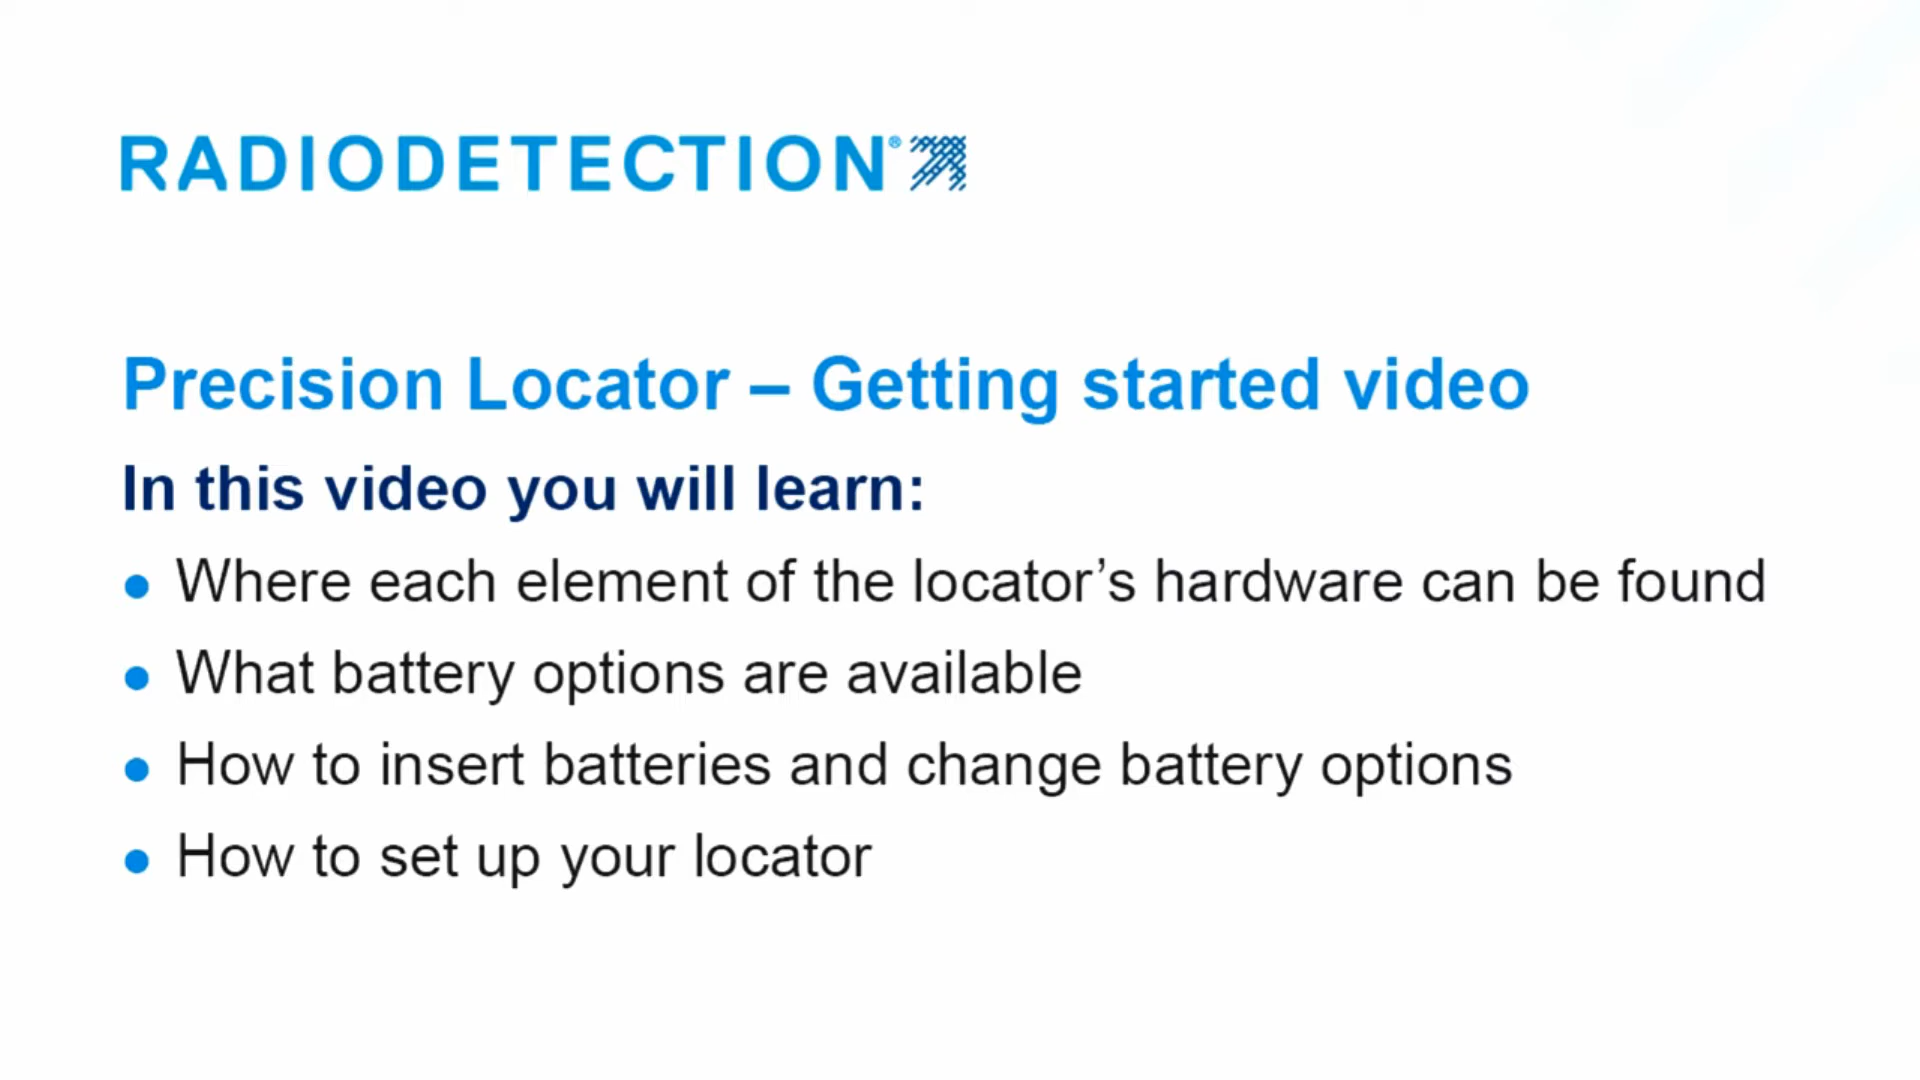 RADIODETECTION®
Precision Locator – Getting started video
In this video you will learn:
● Where each element of the locator’s hardware can be found
● What battery options are available
● How to insert batteries and change battery options
● How to set up your locator